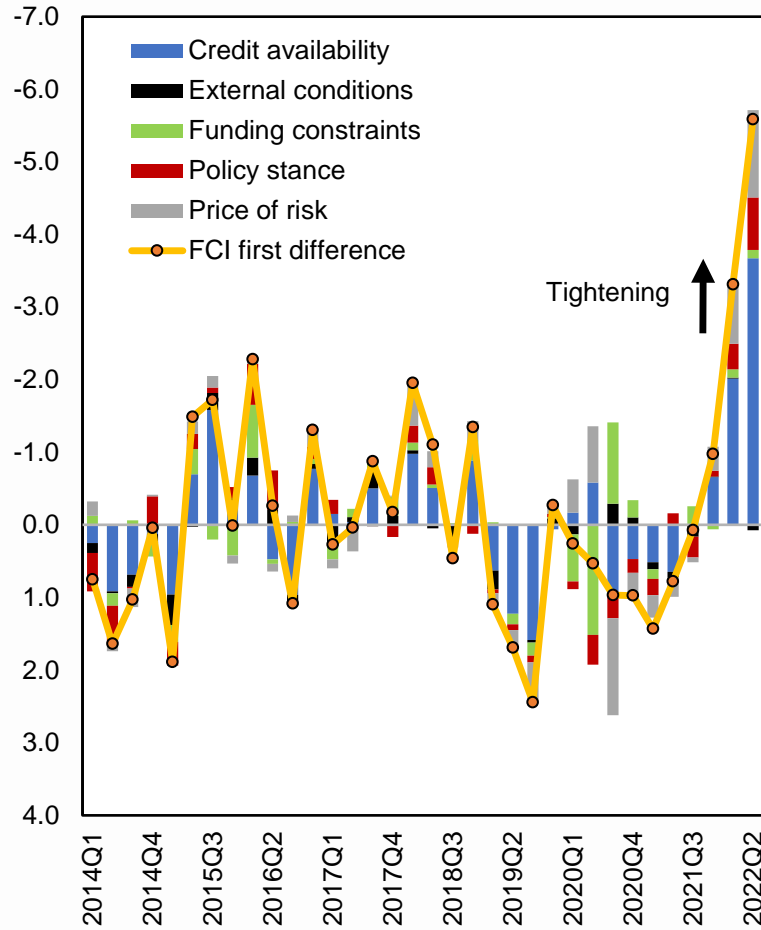 -7.0
-6.0
-5.0
-4.0
-3.0
-2.0
-1.0
0.0
1.0
2.0
3.0
4.0
Credit availability
External conditions
Funding constraints
Policy stance
Price of risk
FCI first difference
Tightening
2014Q1
2014Q4
2015Q3
2016Q2
2017Q1
2017Q4
2018Q3
2019Q2
2020Q1
2020Q4
2021Q3
2022Q2